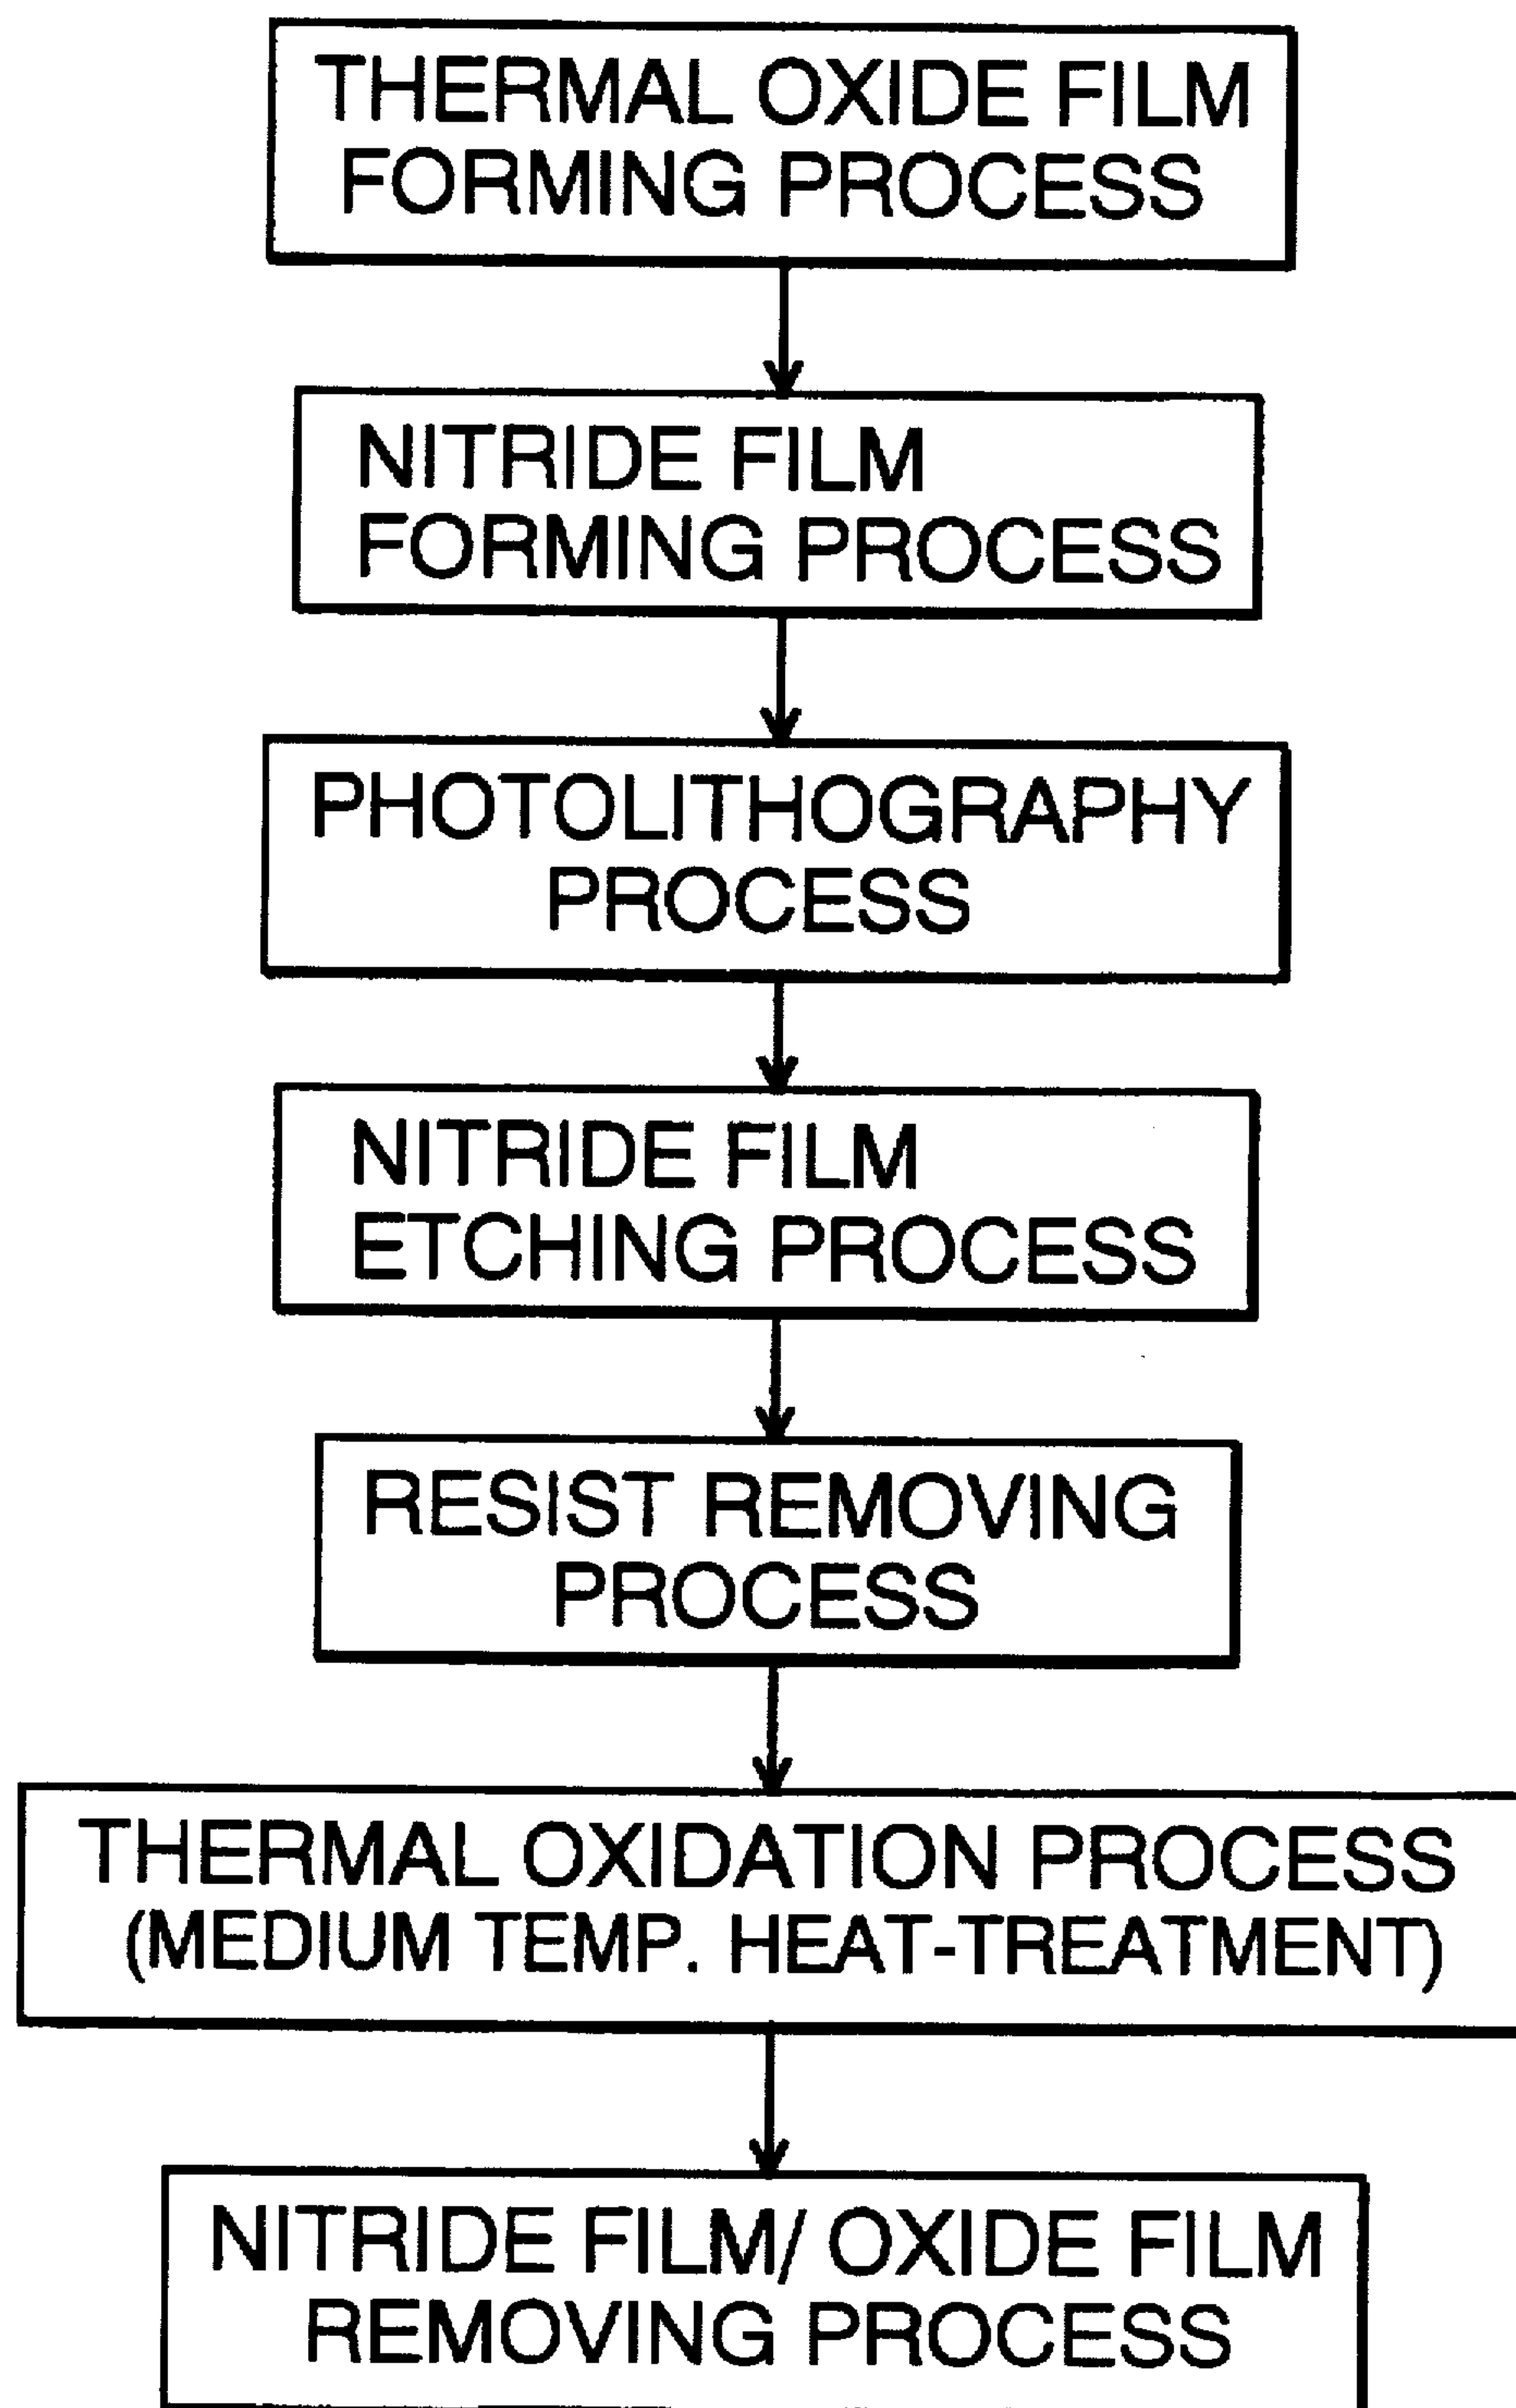 THERMAL OXIDE FILM
FORMING PROCESS
NITRIDE FILM
FORMING PROCESS
PHOTOLITHOGRAPHY
PROCESS
NITRIDE FILM
ETCHING PROCESS
RESIST REMOVING
PROCESS
THERMAL OXIDATION PROCESS
(MEDIUM TEMP. HEAT-TREATMENT)
NITRIDE FILM/ OXIDE FILM
REMOVING PROCESS